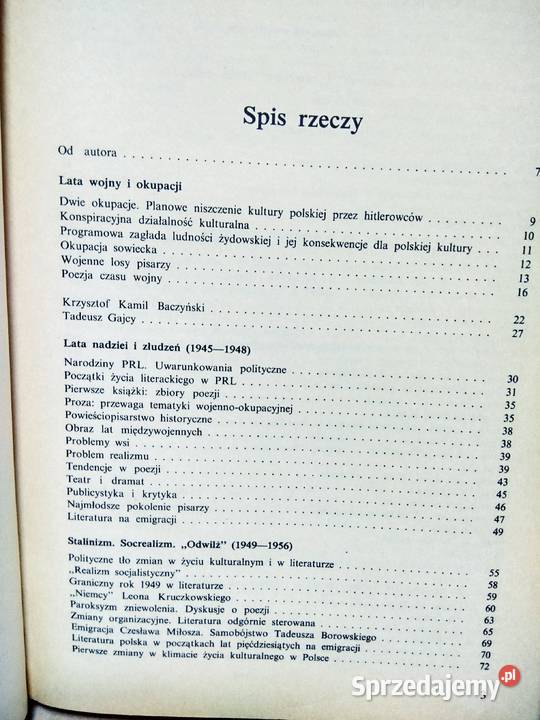 Spis rzeczy
Od autora . . . . . . . . . . 7
Lata wojny i okupacji
Dwie okupacje. Planowe niszczenie kultury polskiej przez hitlerowców . . . . 9
Konspiracyjna działalność kulturalna . . . . . . . . . . 10
Programowa zagłada ludności żydowskiej i jej konsekwencje dla polskiej kultury . . 11
Okupacja sowiecka . . . . . . . . . . 12
Wojenne losy pisarzy . . . . . . . . . . 13
Poezja czasu wojny . . . . . . . . . . 16
Krzysztof Kamil Baczyński . . . . . . . . . . 22
Tadeusz Gajcy . . . . . . . . . . 27
Lata nadziei i złudzeń (1945—1948)
Narodziny PRL. Uwarunkowania polityczne . . . . . . . . . . 30
Początki życia literackiego w PRL . . . . . . . . . . 31
Pierwsze książki: zbiory poezji . . . . . . . . . . 35
Proza: przewaga tematyki wojenno-okupacyjnej . . . . . . . . . . 35
Powieściopisarstwo historyczne . . . . . . . . . . 38
Obraz lat międzywojennych . . . . . . . . . . 38
Problemy wsi . . . . . . . . . . 39
Problem realizmu . . . . . . . . . . 39
Tendencje w poezji . . . . . . . . . . 43
Teatr i dramat . . . . . . . . . . 45
Publicystyka i krytyka . . . . . . . . . . 46
Najmłodsze pokolenie pisarzy . . . . . . . . . . 47
Literatura na emigracji . . . . . . . . . . 49
Stalinizm. Socrealizm. „Odwilż” (1949—1956)
Polityczne tło zmian w życiu kulturalnym i w literaturze . . . . . . . . . . 55
„Realizm socjalistyczny” . . . . . . . . . . 58
Graniczny rok 1949 w literaturze . . . . . . . . . . 59
„Niemcy” Leona Kruczkowskiego . . . . . . . . . . 60
Paroksyzm zniewolenia. Dyskusje o poezji . . . . . . . . . . 63
Zmiany organizacyjne. Literatura odgórnie sterowana . . . . . . . . . . 65
Emigracja Czesława Miłosza. Samobójstwo Tadeusza Borowskiego . . . . . . . . . . 69
Literatura polska w początkach lat pięćdziesiątych na emigracji . . . . . . . . . . 70
Pierwsze zmiany w klimacie życia kulturalnego w Polsce . . . . . . . . . . 72
5
.pl
Sprzedajemy